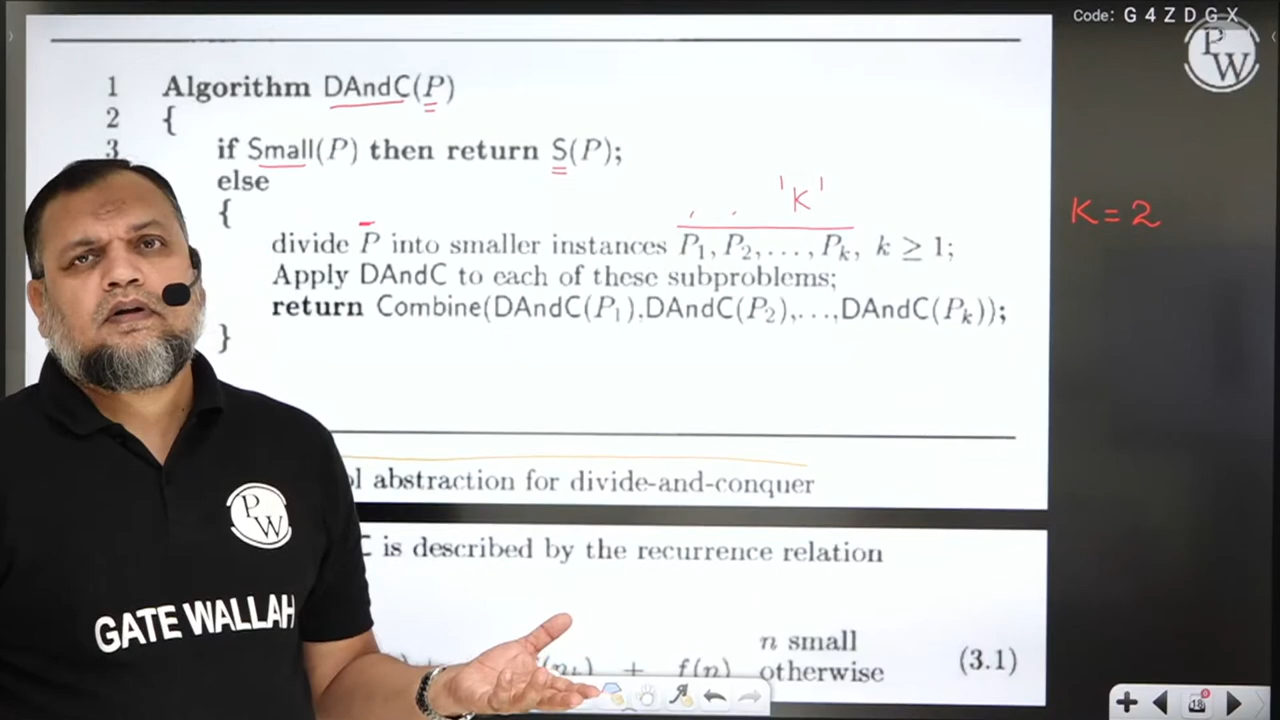 Code: G 4 Z D G X
P
W
1 Algorithm DAndC(P)
2 {
3 if Small(P) then return S(P);
else
{
'K'
K = 2
divide P into smaller instances P₁, P₂, . . . , Pₖ, k ≥ 1;
Apply DAndC to each of these subproblems;
return Combine(DAndC(P₁),DAndC(P₂),. . .,DAndC(Pₖ));
}
abstraction for divide-and-conquer
is described by the recurrence relation
n small
+ f(n) otherwise (3.1)
P
W
GATE WALLAH
18